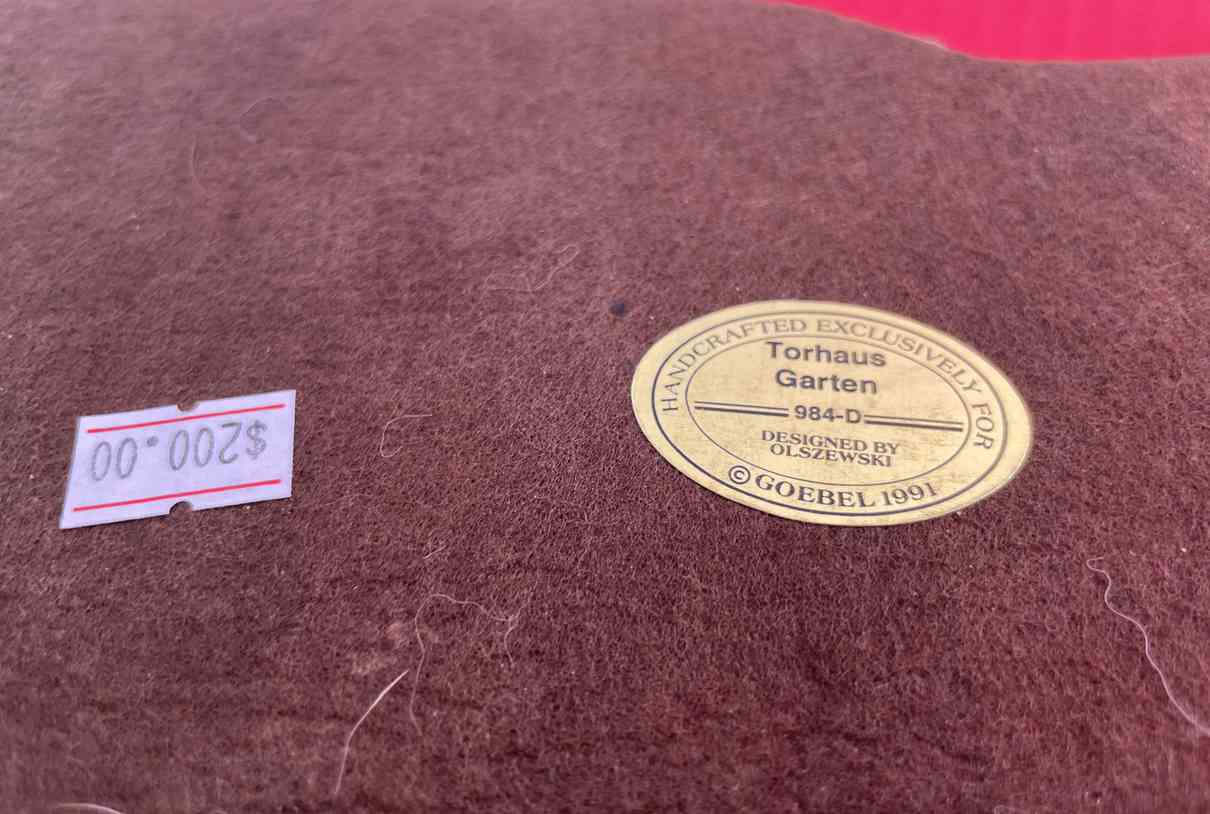 HANDCRAFTED EXCLUSIVELY FOR
Torhaus
Garten
984-D
DESIGNED BY
OLSZEWSKI
© GOEBEL 1991
$200.00